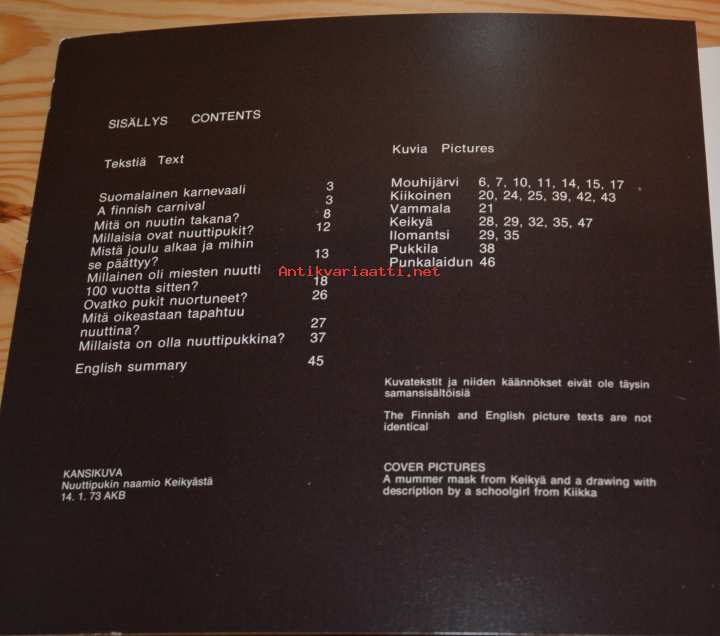 SISÄLLYS CONTENTS
Tekstiä Text
Suomalainen karnevaali 3
A finnish carnival 3
Mitä on nuutin takana? 8
Millaisia ovat nuuttipukit? 12
Mistä joulu alkaa ja mihin
se päättyy? 13
Millainen oli miesten nuutti
100 vuotta sitten? 18
Ovatko pukit nuortuneet? 26
Mitä oikeastaan tapahtuu
nuuttina? 27
Millaista on olla nuuttipukkina? 37
English summary 45
KANSIKUVA
Nuuttipukin naamio Keikyästä
14. 1. 73 AKB
Kuvia Pictures
Mouhijärvi 6, 7, 10, 11, 14, 15, 17
Kiikoinen 20, 24, 25, 39, 42, 43
Vammala 21
Keikyä 28, 29, 32, 35, 47
Ilomantsi 29, 35
Pukkila 38
Punkalaidun 46
Kuvatekstit ja niiden käännökset eivät ole täysin
samansisältöisiä
The Finnish and English picture texts are not
identical
COVER PICTURES
A mummer mask from Keikyä and a drawing with
description by a schoolgirl from Kiikka
Antikvariaatti.net